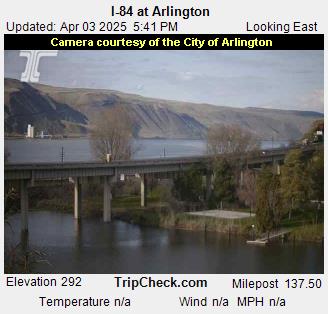 I-84 at Arlington
Updated: Apr 03 2025 5:41 PM Looking East
Camera courtesy of the City of Arlington
Elevation 292 TripCheck.com Milepost 137.50
Temperature n/a Wind n/a MPH n/a